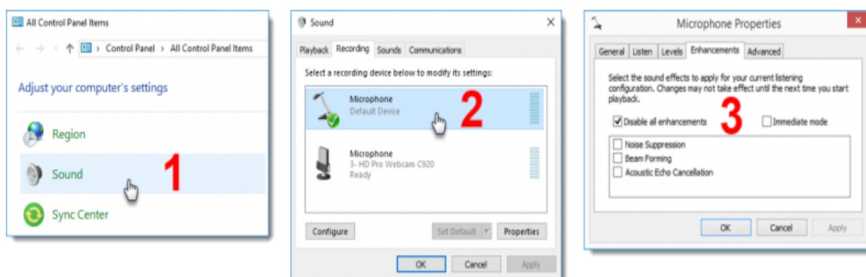 All Control Panel Items
Control Panel > All Control Panel Items
Adjust your computer's settings
Region
Sound
Sync Center
1
Sound
Playback Recording Sounds Communications
Select a recording device below to modify its settings:
Microphone
Default Device
2
Microphone
3- HD Pro Webcam C920
Ready
Configure Set Default Properties
OK Cancel Apply
Microphone Properties
General Listen Levels Enhancements Advanced
Select the sound effects to apply for your current listening
configuration. Changes may not take effect until the next time you start
playback.
Disable all enhancements Immediate mode
3
Noise Suppression
Beam Forming
Acoustic Echo Cancellation
OK Cancel Apply